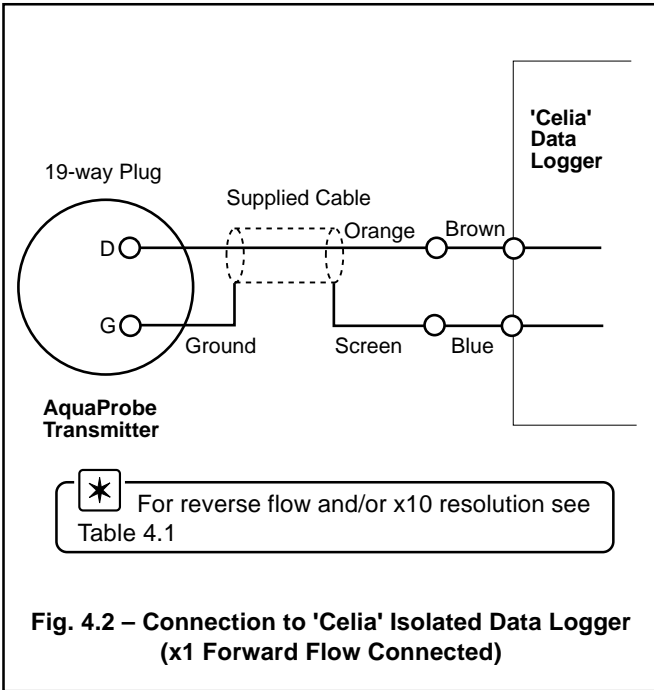 'Celia'
Data
Logger
19-way Plug
Supplied Cable
Orange
Brown
D
G
Ground
Screen
Blue
AquaProbe
Transmitter
For reverse flow and/or x10 resolution see
Table 4.1
Fig. 4.2 – Connection to 'Celia' Isolated Data Logger
(x1 Forward Flow Connected)